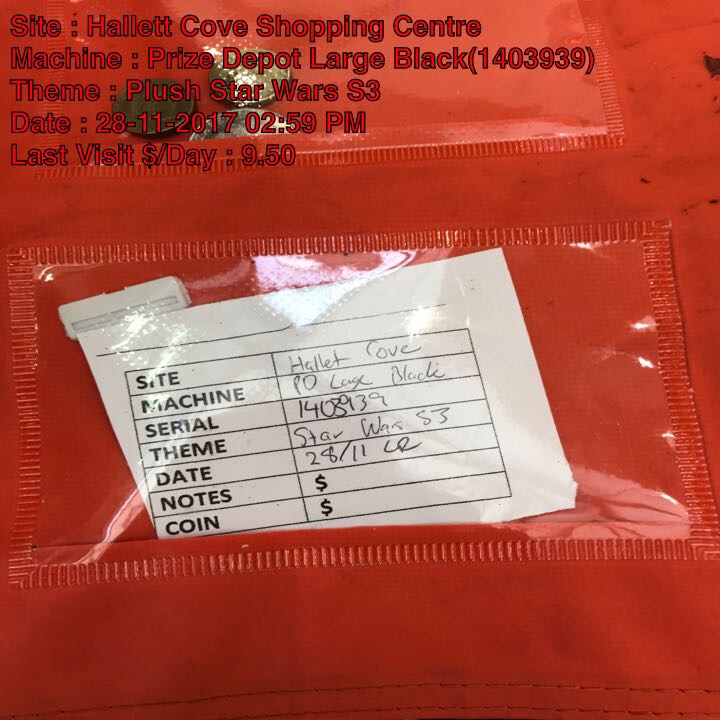 Site : Hallett Cove Shopping Centre
Machine : Prize Depot Large Black(1403939)
Theme : Plush Star Wars S3
Date : 28-11-2017 02:59 PM
Last Visit $/Day : 9.50
SITE Hallet Cove
MACHINE PD Large Black
SERIAL 1403939
THEME Star Wars S3
DATE 28/11
NOTES $
COIN $